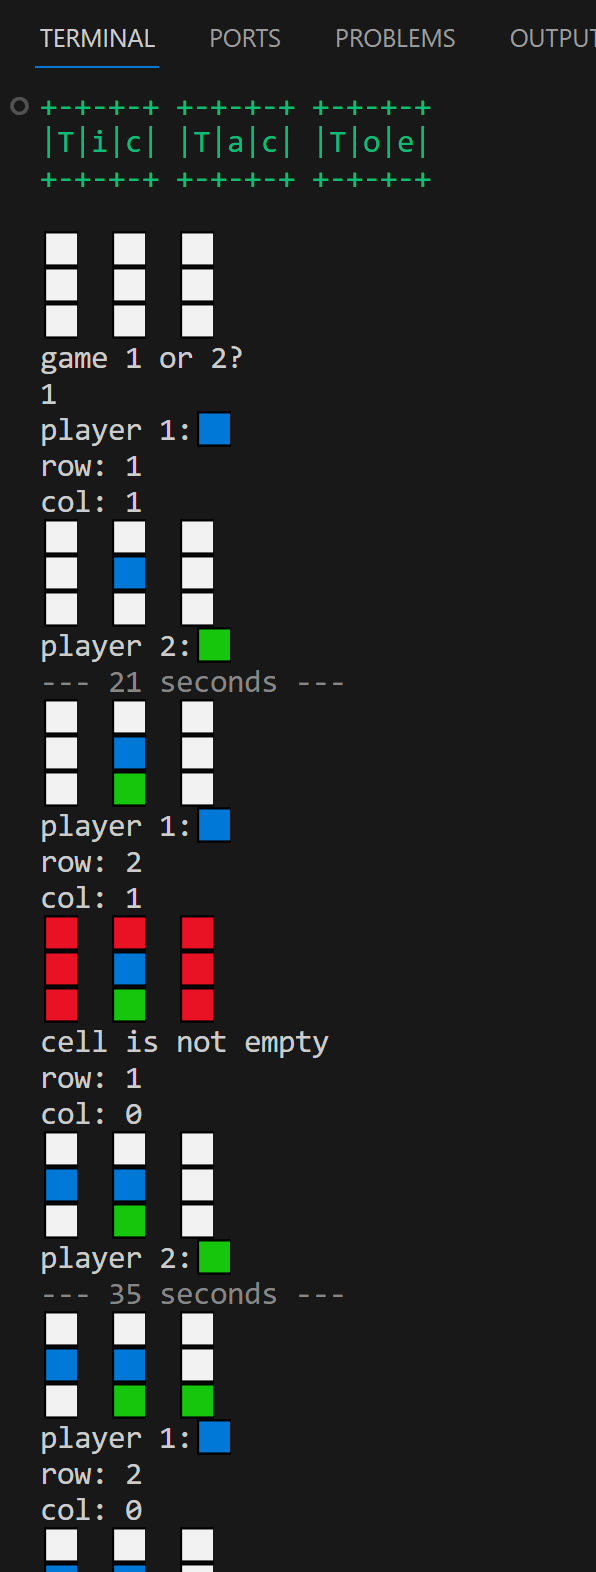 TERMINAL PORTS PROBLEMS OUTPUT
+-+-+-+ +-+-+-+ +-+-+-+
|T|i|c| |T|a|c| |T|o|e|
+-+-+-+ +-+-+-+ +-+-+-+
game 1 or 2?
1
player 1:
row: 1
col: 1
player 2:
--- 21 seconds ---
player 1:
row: 2
col: 1
cell is not empty
row: 1
col: 0
player 2:
--- 35 seconds ---
player 1:
row: 2
col: 0